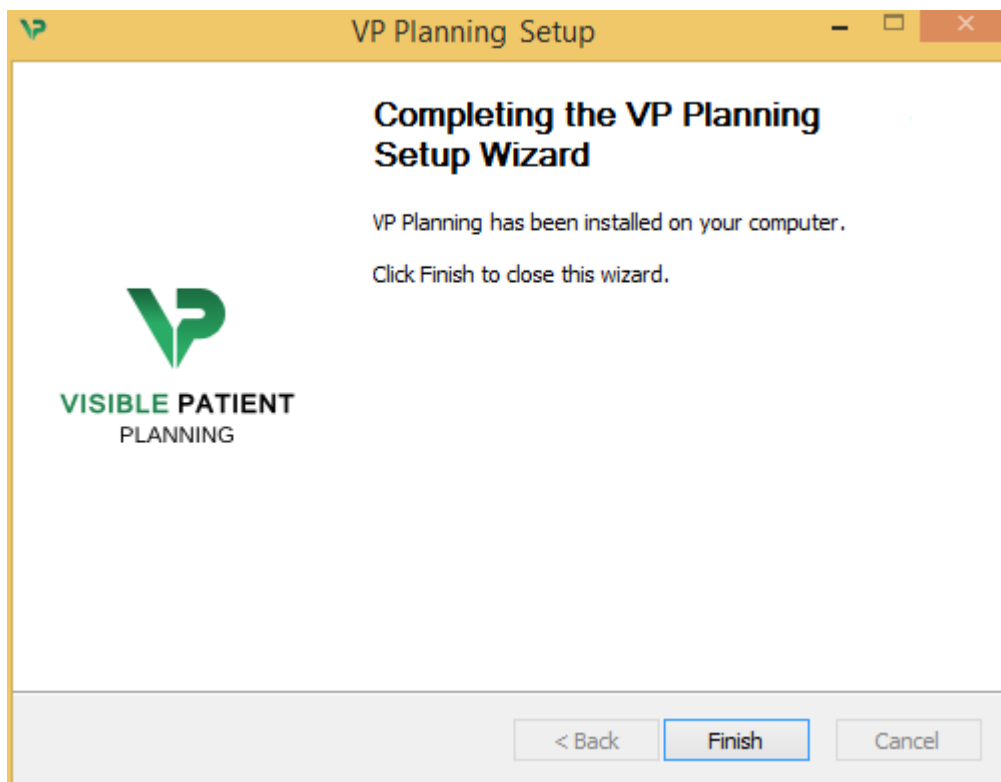 VP Planning Setup
Completing the VP Planning
Setup Wizard
VP Planning has been installed on your computer.
Click Finish to close this wizard.
VP
VISIBLE PATIENT
PLANNING
< Back
Finish
Cancel